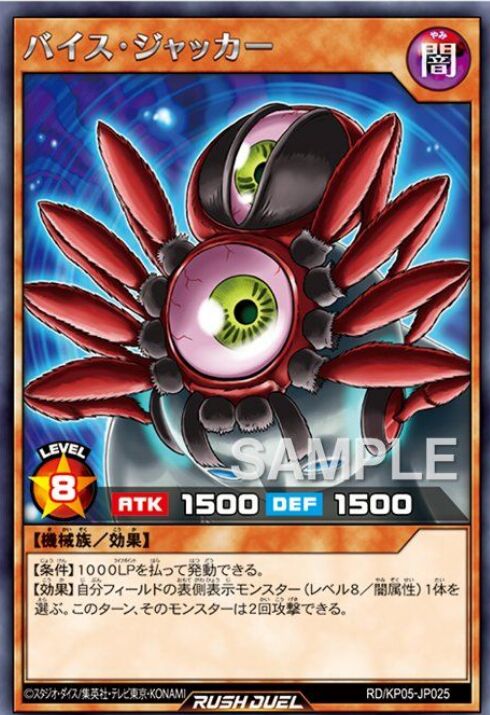 バイス・ジャッカー
やみ
闇
SAMPLE
LEVEL
8
ATK 1500 DEF 1500
【機械族／効果】
【条件】1000LPを払って発動できる。
【効果】自分フィールドの表側表示モンスター（レベル8／闇属性）1体を
選ぶ。このターン、そのモンスターは2回攻撃できる。
©スタジオ・ダイス/集英社・テレビ東京・KONAMI
RUSH DUEL
RD/KP05-JP025